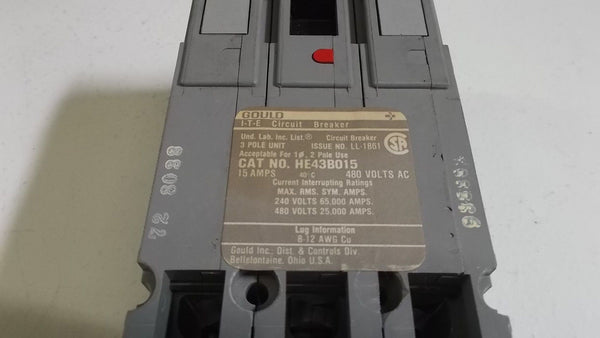 GOULD
I-T-E Circuit Breaker
Und. Lab. Inc. List.® Circuit Breaker
3 POLE UNIT ISSUE NO. LL-1861
Acceptable For 1Ø, 2 Pole Use
CAT NO. HE43B015
15 AMPS 40°C 480 VOLTS AC
Current Interrupting Ratings
MAX. RMS. SYM. AMPS.
240 VOLTS 65,000 AMPS.
480 VOLTS 25,000 AMPS.
Lug Information
8-12 AWG Cu
Gould Inc., Dist. & Controls Div.
Bellefontaine, Ohio U.S.A.